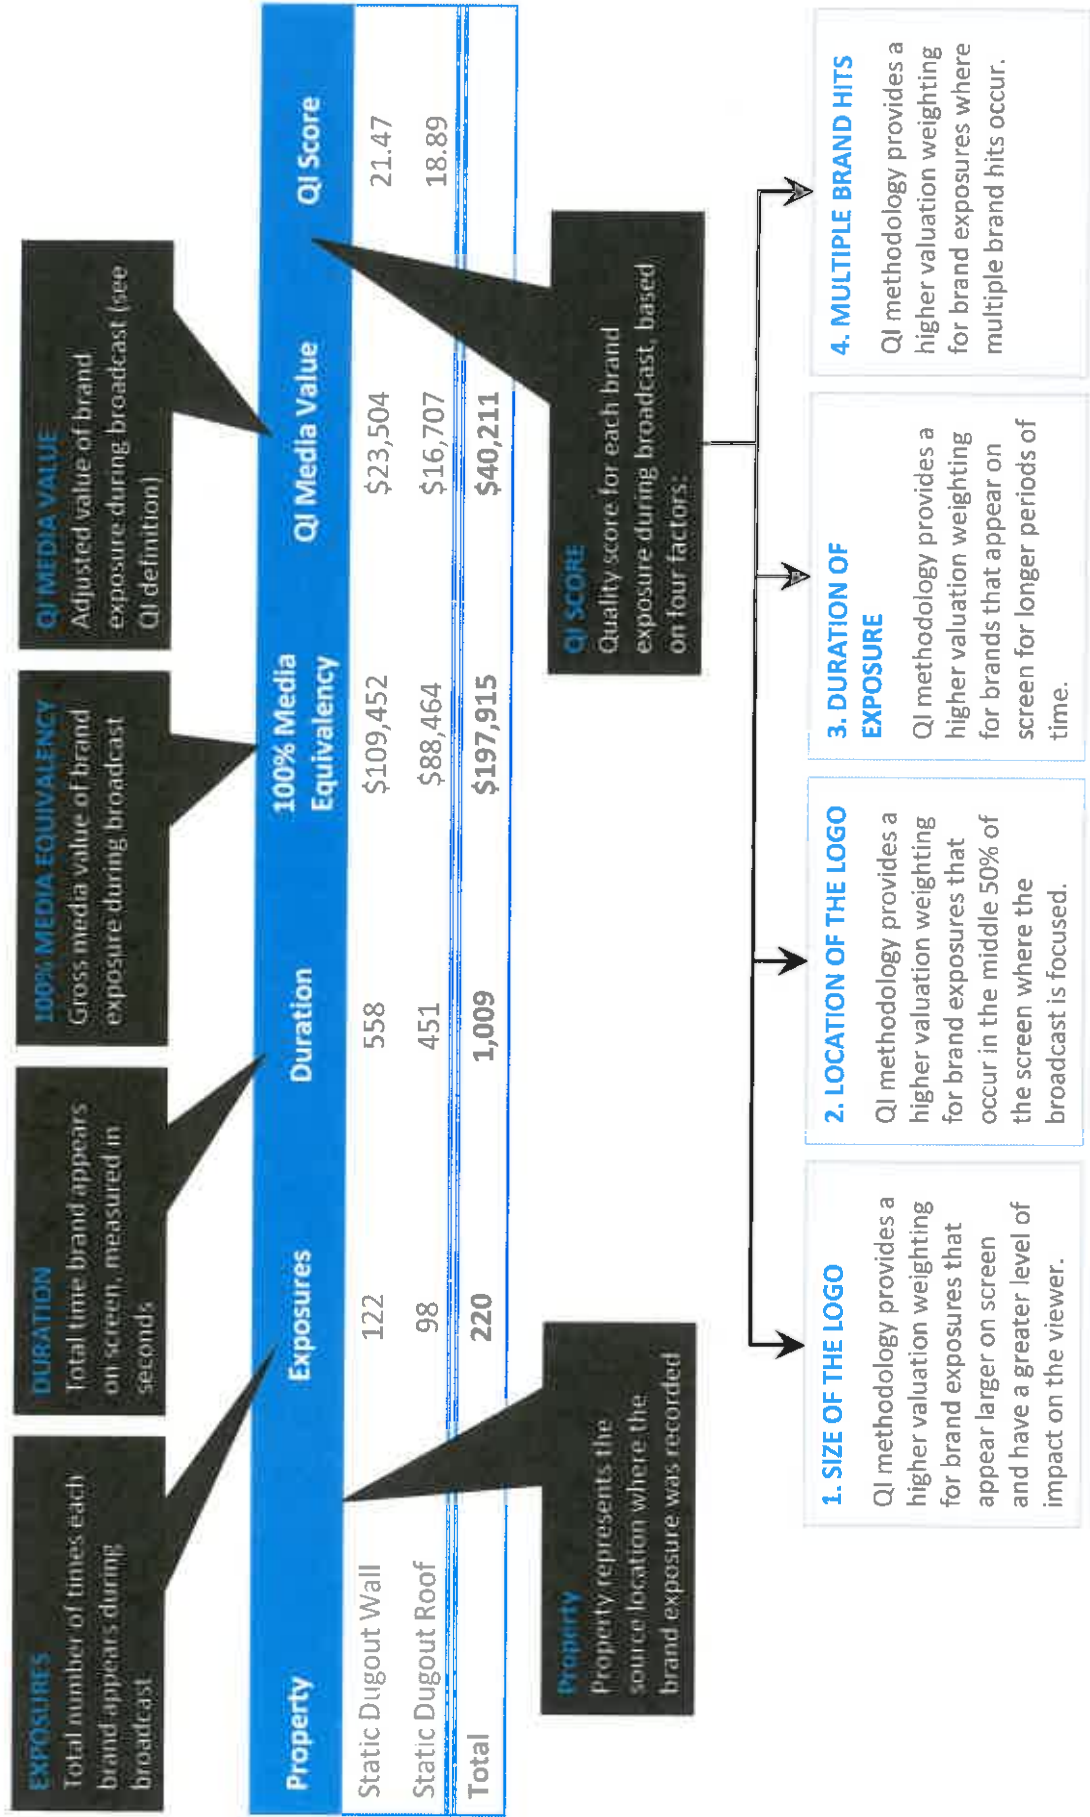 EXPOSURES
Total number of times each
brand appears during
broadcast
DURATION
Total time brand appears
on screen, measured in
seconds
100% MEDIA EQUIVALENCY
Gross media value of brand
exposure during broadcast
QI MEDIA VALUE
Adjusted value of brand
exposure during broadcast (see
QI definition)
Property Exposures Duration 100% Media Equivalency QI Media Value QI Score
Static Dugout Wall 122 558 $109,452 $23,504 21.47
Static Dugout Roof 98 451 $88,464 $16,707 18.89
Total 220 1,009 $197,915 $40,211
Property
Property represents the
source location where the
brand exposure was recorded
QI SCORE
Quality score for each brand
exposure during broadcast, based
on four factors:
1. SIZE OF THE LOGO
QI methodology provides a
higher valuation weighting
for brand exposures that
appear larger on screen
and have a greater level of
impact on the viewer.
2. LOCATION OF THE LOGO
QI methodology provides a
higher valuation weighting
for brand exposures that
occur in the middle 50% of
the screen where the
broadcast is focused.
3. DURATION OF
EXPOSURE
QI methodology provides a
higher valuation weighting
for brands that appear on
screen for longer periods of
time.
4. MULTIPLE BRAND HITS
QI methodology provides a
higher valuation weighting
for brand exposures where
multiple brand hits occur.